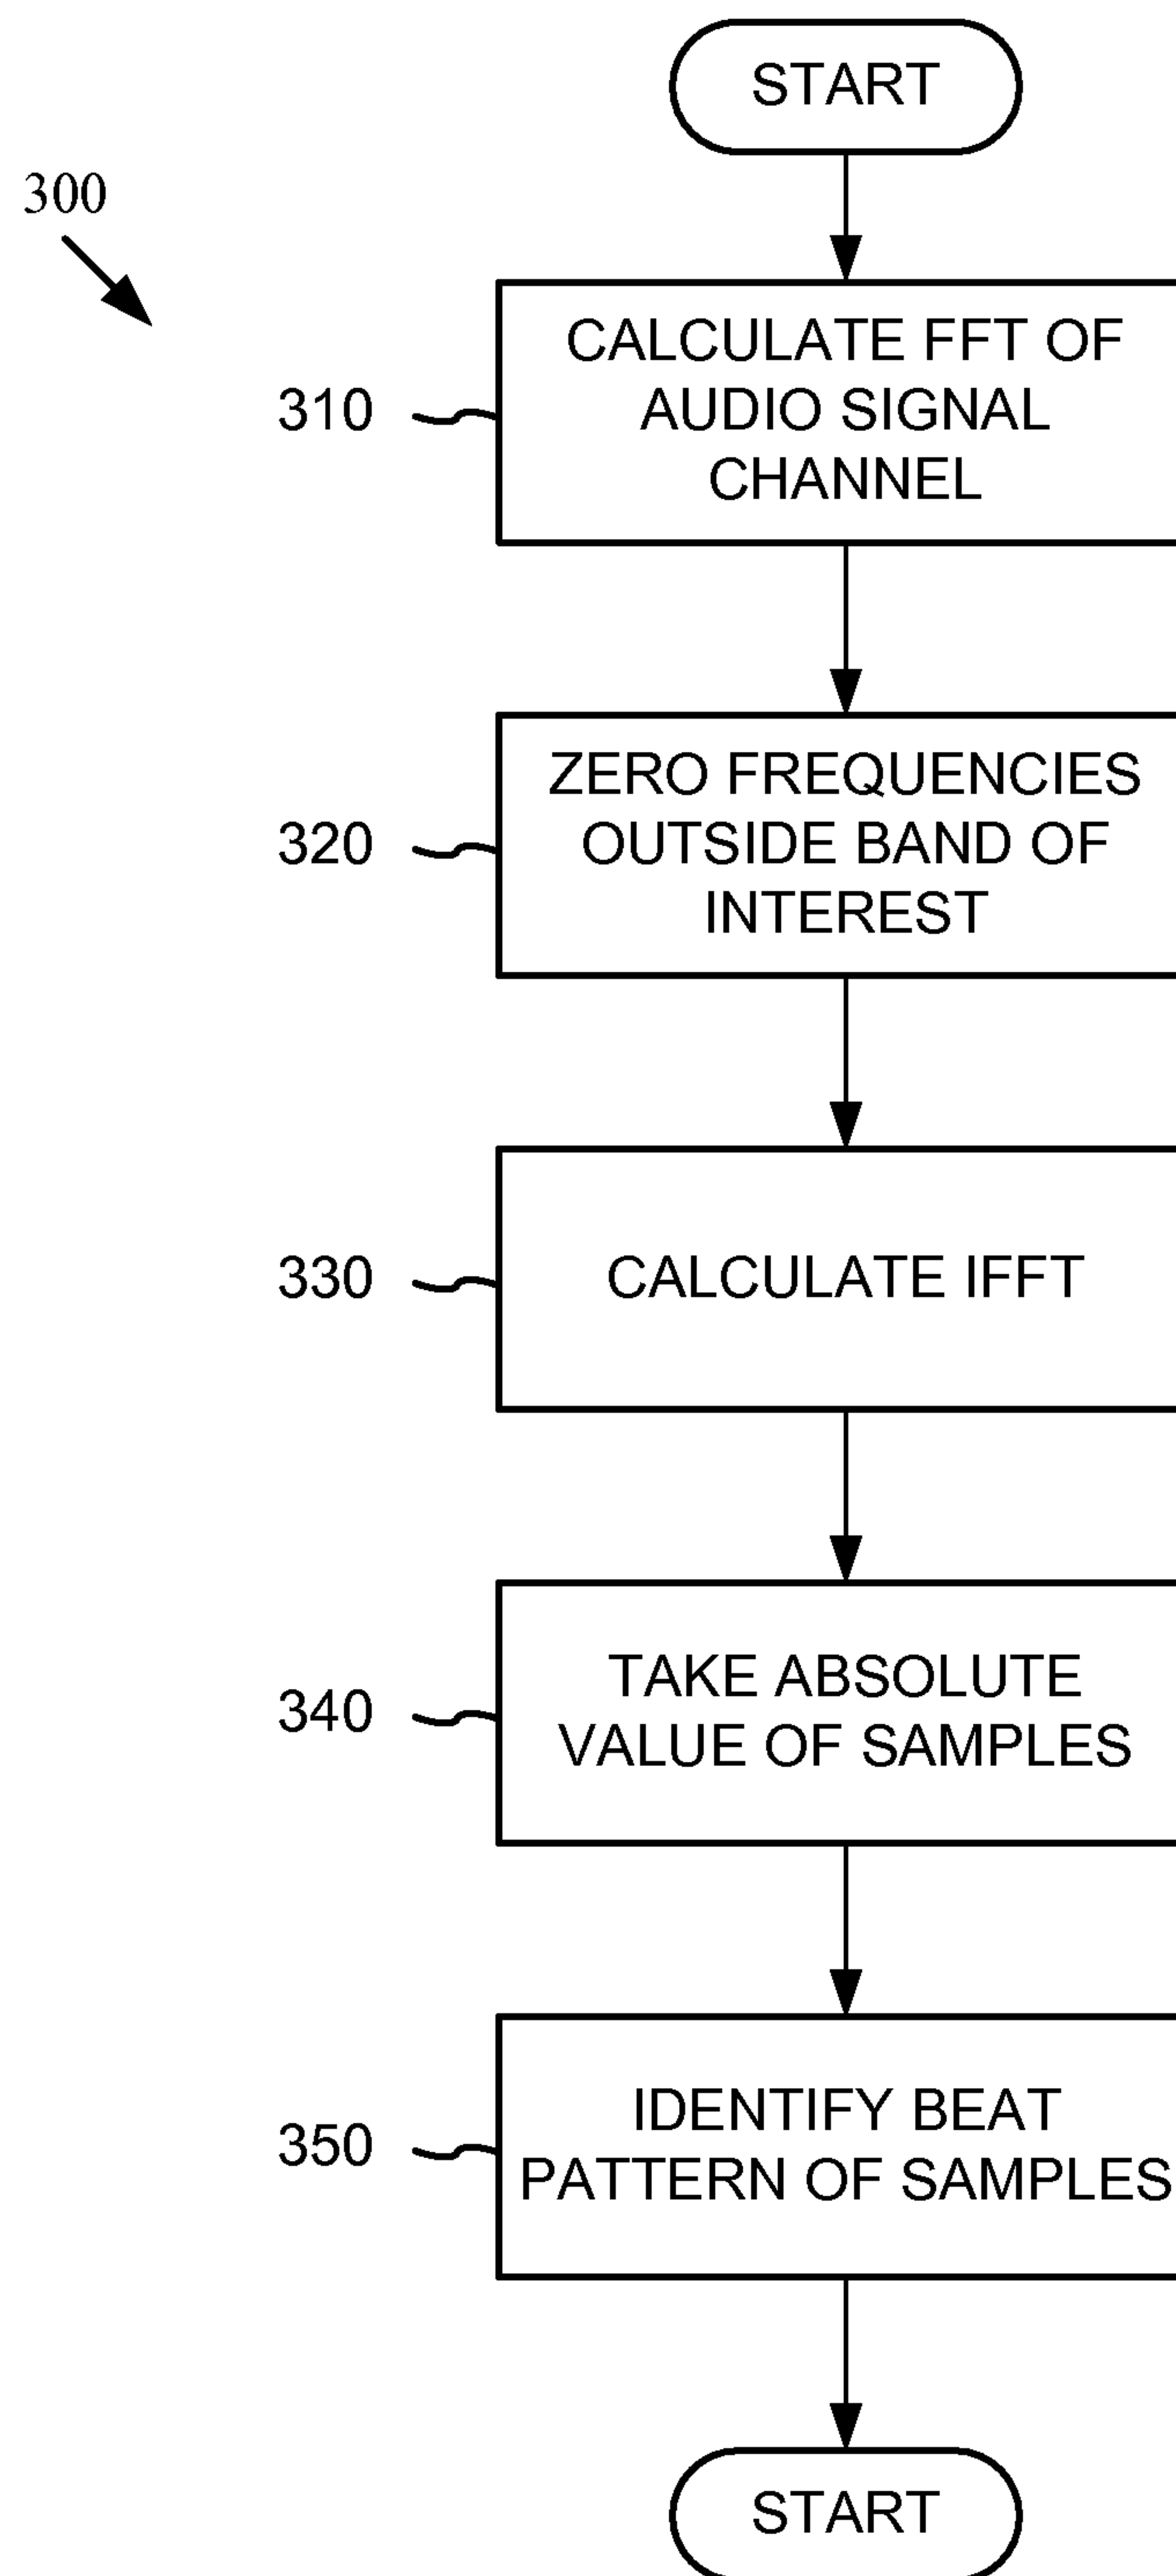 START
300
310
CALCULATE FFT OF
AUDIO SIGNAL
CHANNEL
320
ZERO FREQUENCIES
OUTSIDE BAND OF
INTEREST
330
CALCULATE IFFT
340
TAKE ABSOLUTE
VALUE OF SAMPLES
350
IDENTIFY BEAT
PATTERN OF SAMPLES
START